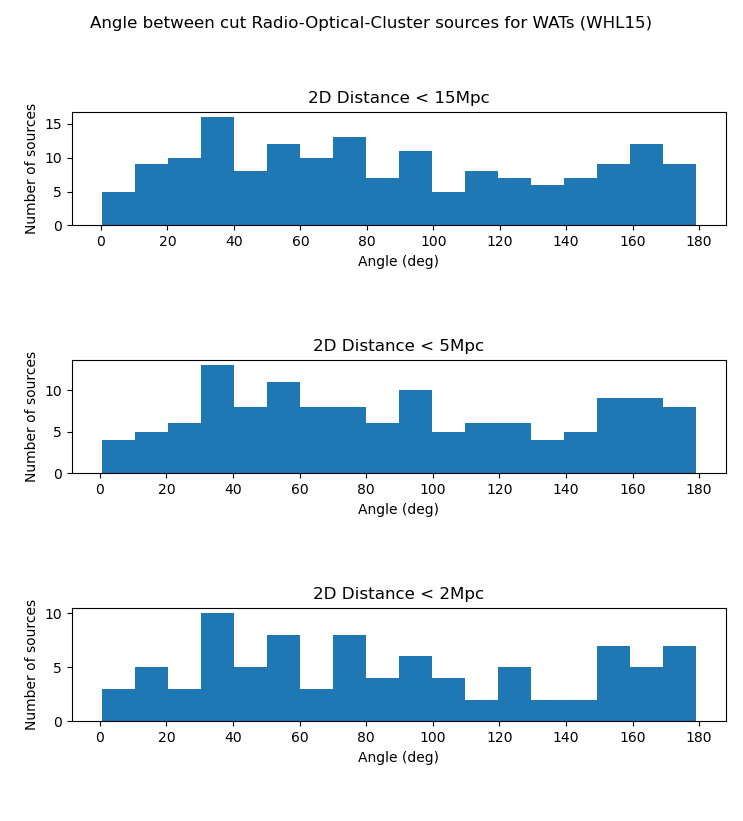 Angle between cut Radio-Optical-Cluster sources for WATs (WHL15)
2D Distance < 15Mpc
Number of sources
15
10
5
0
0 20 40 60 80 100 120 140 160 180
Angle (deg)
2D Distance < 5Mpc
Number of sources
10
5
0
0 20 40 60 80 100 120 140 160 180
Angle (deg)
2D Distance < 2Mpc
Number of sources
10
5
0
0 20 40 60 80 100 120 140 160 180
Angle (deg)